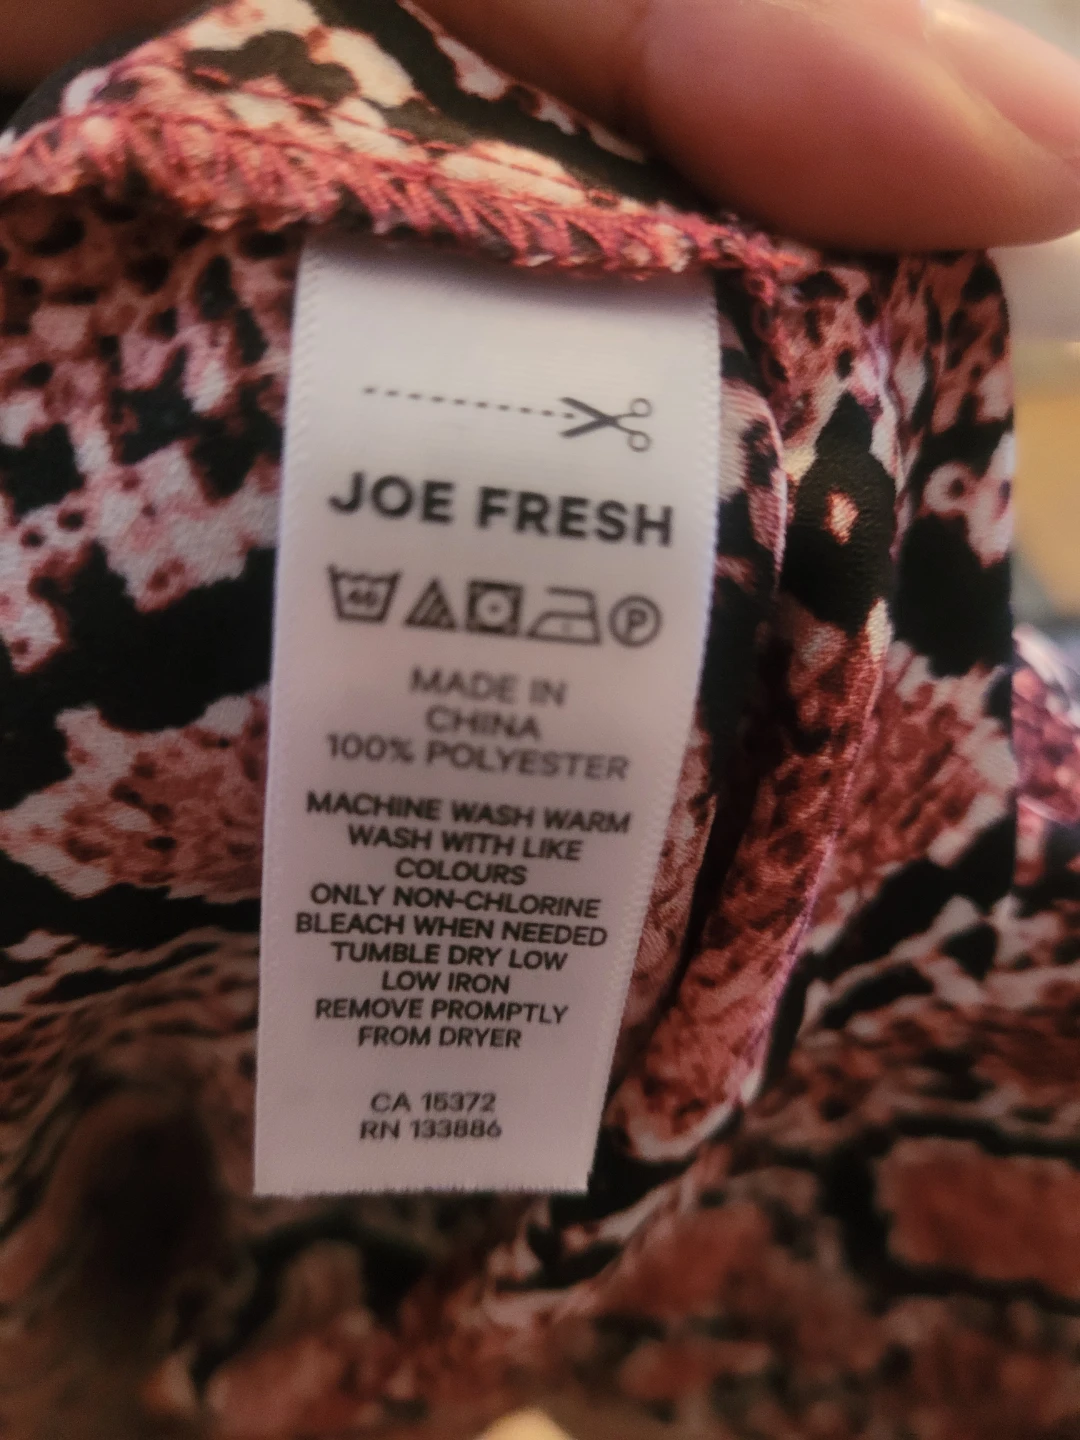 JOE FRESH
40 P
MADE IN
CHINA
100% POLYESTER
MACHINE WASH WARM
WASH WITH LIKE
COLOURS
ONLY NON-CHLORINE
BLEACH WHEN NEEDED
TUMBLE DRY LOW
LOW IRON
REMOVE PROMPTLY
FROM DRYER
CA 15372
RN 133886